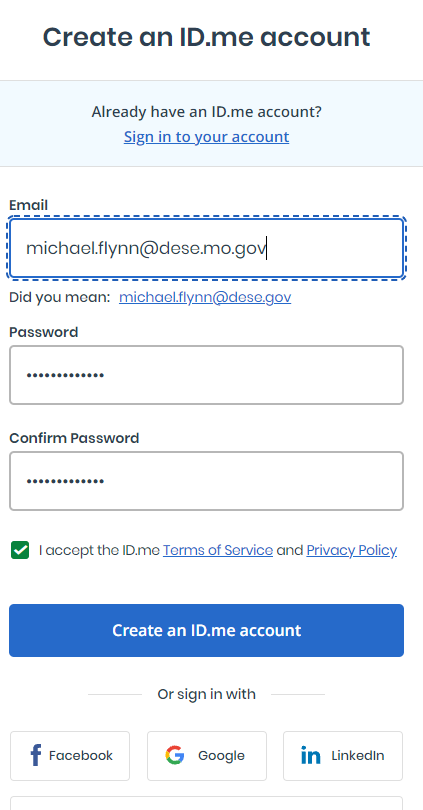 Create an ID.me account
Already have an ID.me account?
Sign in to your account
Email
michael.flynn@dese.mo.gov
Did you mean: michael.flynn@dese.gov
Password
•••••••••••••
Confirm Password
•••••••••••••
I accept the ID.me Terms of Service and Privacy Policy
Create an ID.me account
Or sign in with
Facebook Google LinkedIn